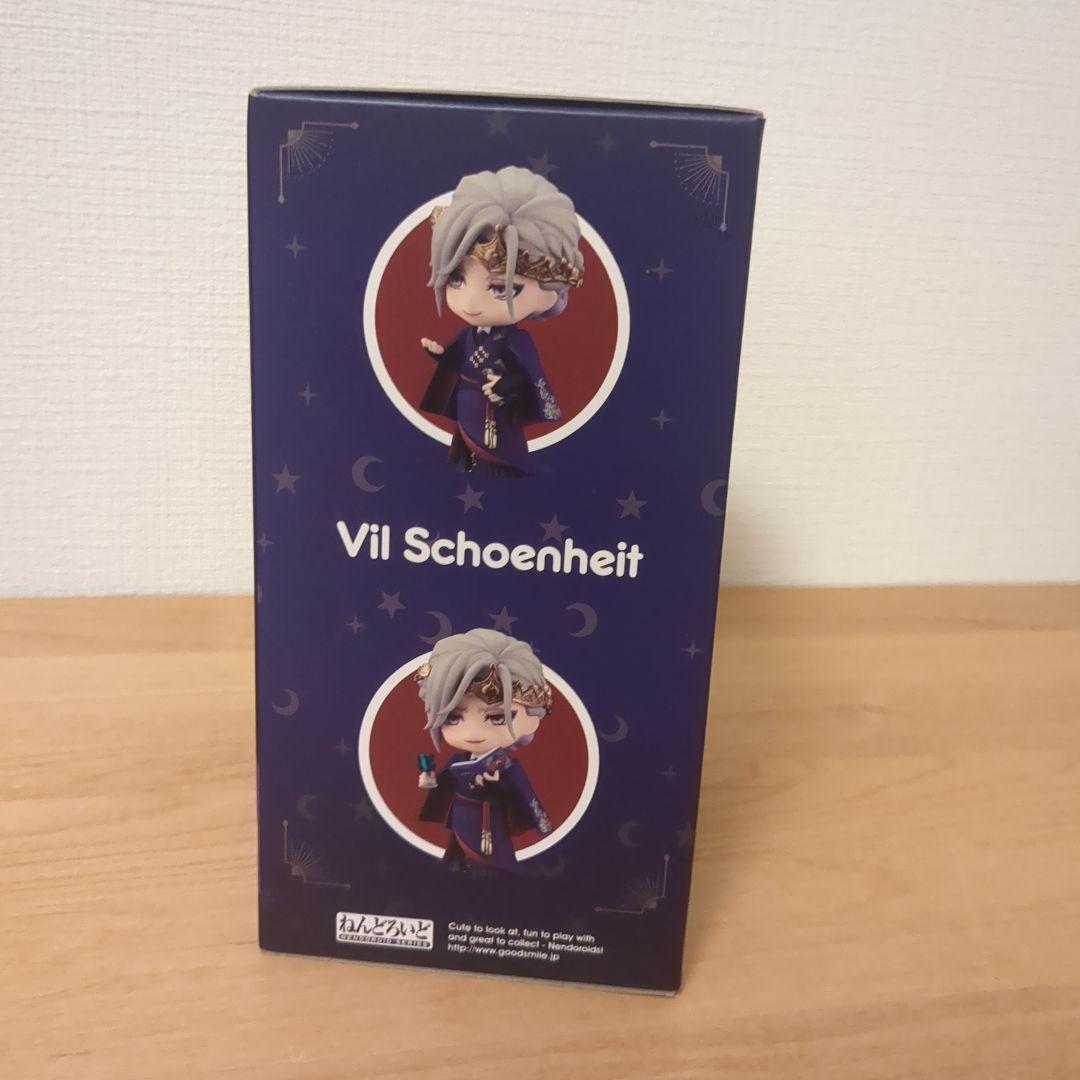 Vil Schoenheit
ねんどろいど
NENDOROID SERIES
Cute to look at, fun to play with
and great to collect - Nendoroids!
http://www.goodsmile.jp